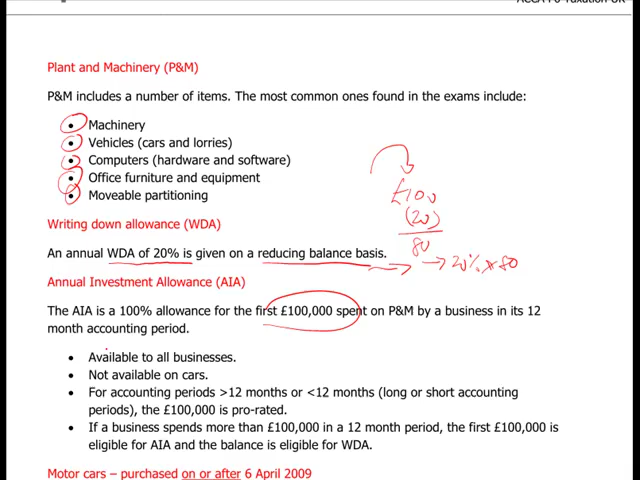 ACCA F6 Taxation UK
Plant and Machinery (P&M)
P&M includes a number of items. The most common ones found in the exams include:
• Machinery
• Vehicles (cars and lorries)
• Computers (hardware and software)
• Office furniture and equipment
• Moveable partitioning
£100
(20)
80
→ 20% × 80
Writing down allowance (WDA)
An annual WDA of 20% is given on a reducing balance basis.
Annual Investment Allowance (AIA)
The AIA is a 100% allowance for the first £100,000 spent on P&M by a business in its 12
month accounting period.
• Available to all businesses.
• Not available on cars.
• For accounting periods >12 months or <12 months (long or short accounting
periods), the £100,000 is pro-rated.
• If a business spends more than £100,000 in a 12 month period, the first £100,000 is
eligible for AIA and the balance is eligible for WDA.
Motor cars – purchased on or after 6 April 2009